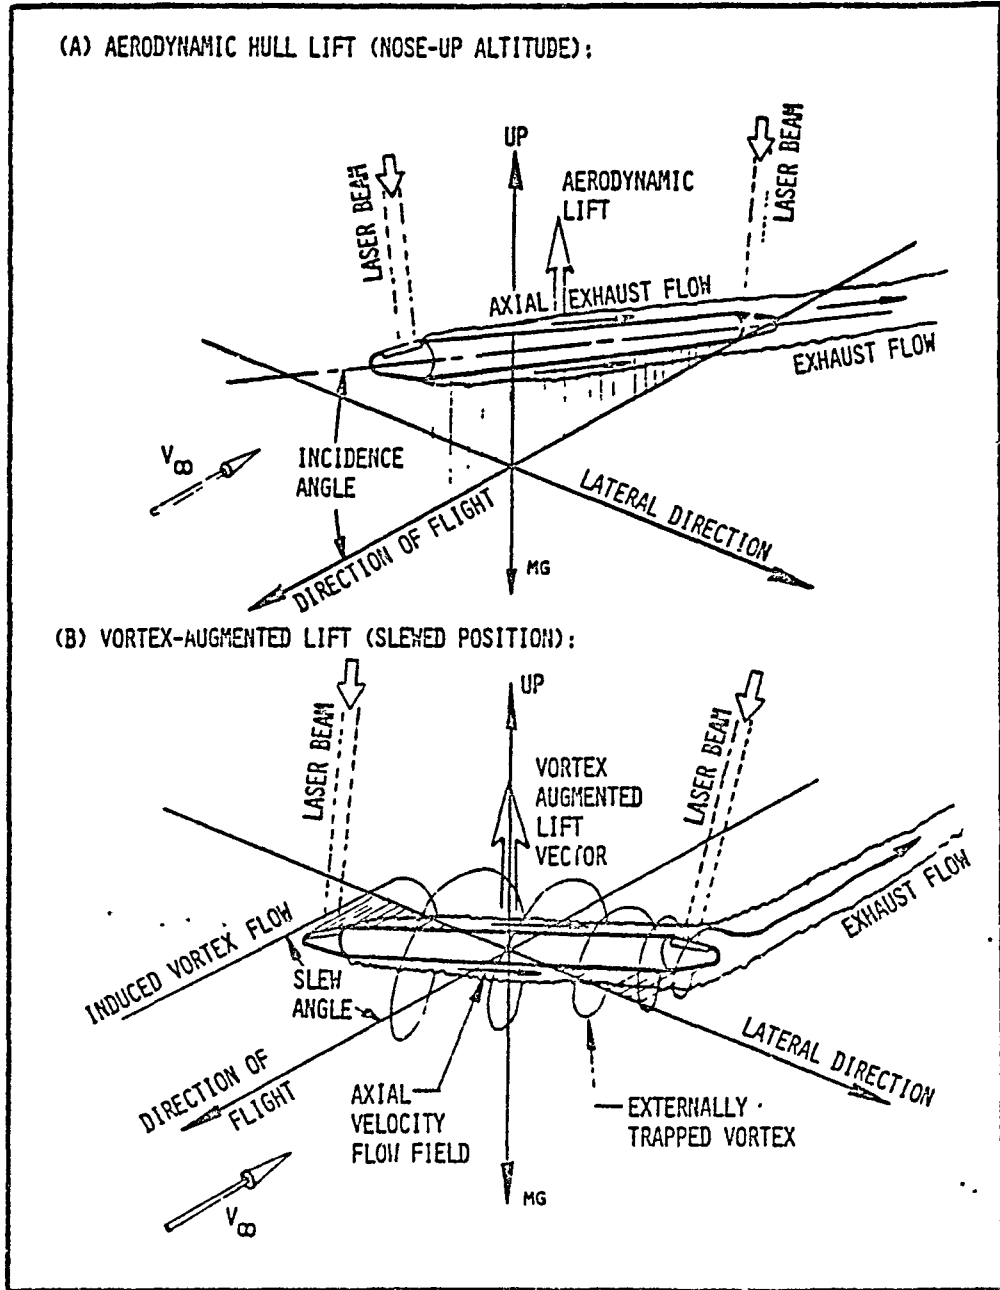 (A) AERODYNAMIC HULL LIFT (NOSE-UP ALTITUDE):
UP
LASER BEAM
AERODYNAMIC
LIFT
LASER BEAM
AXIAL EXHAUST FLOW
EXHAUST FLOW
V∞
INCIDENCE
ANGLE
DIRECTION OF FLIGHT
LATERAL DIRECTION
MG
(B) VORTEX-AUGMENTED LIFT (SLEWED POSITION):
UP
LASER BEAM
VORTEX
AUGMENTED
LIFT
VECTOR
LASER BEAM
INDUCED VORTEX FLOW
SLEW
ANGLE
EXHAUST FLOW
DIRECTION OF
FLIGHT
AXIAL
VELOCITY
FLOW FIELD
EXTERNALLY
TRAPPED VORTEX
LATERAL DIRECTION
V∞
MG